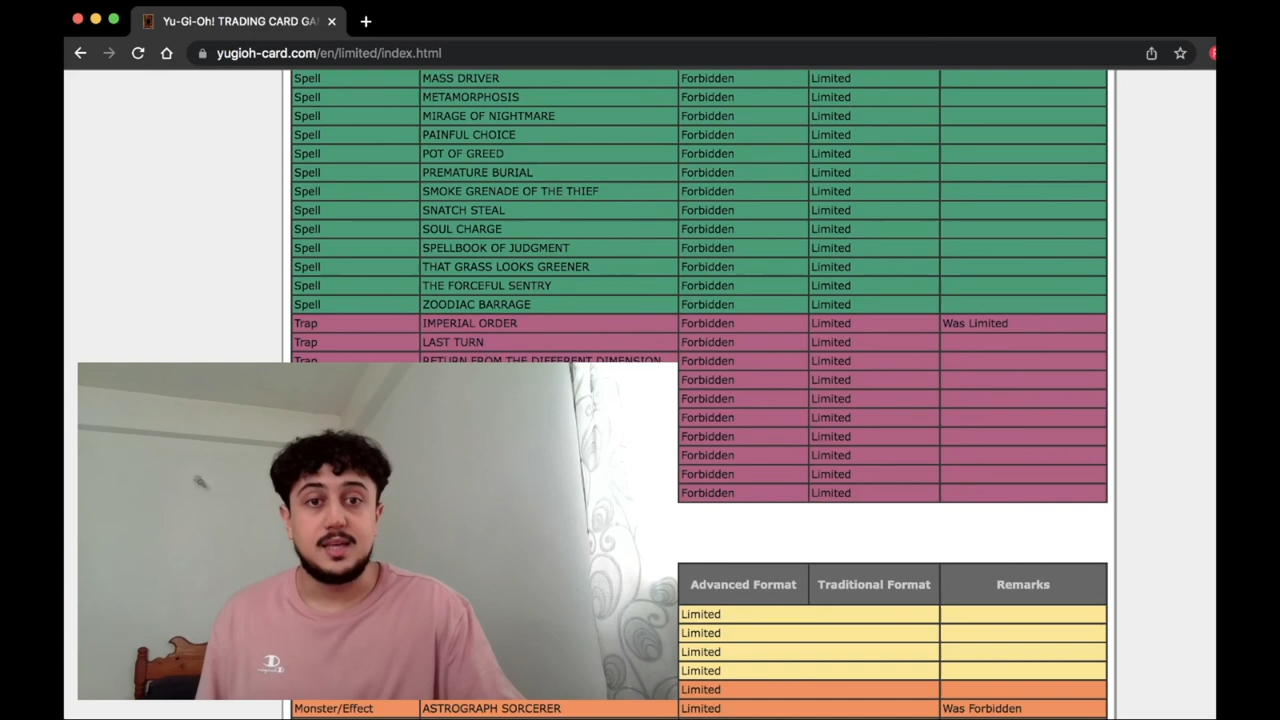 Yu-Gi-Oh! TRADING CARD GA
yugioh-card.com/en/limited/index.html
Spell MASS DRIVER Forbidden Limited
Spell METAMORPHOSIS Forbidden Limited
Spell MIRAGE OF NIGHTMARE Forbidden Limited
Spell PAINFUL CHOICE Forbidden Limited
Spell POT OF GREED Forbidden Limited
Spell PREMATURE BURIAL Forbidden Limited
Spell SMOKE GRENADE OF THE THIEF Forbidden Limited
Spell SNATCH STEAL Forbidden Limited
Spell SOUL CHARGE Forbidden Limited
Spell SPELLBOOK OF JUDGMENT Forbidden Limited
Spell THAT GRASS LOOKS GREENER Forbidden Limited
Spell THE FORCEFUL SENTRY Forbidden Limited
Spell ZOODIAC BARRAGE Forbidden Limited
Trap IMPERIAL ORDER Forbidden Limited Was Limited
Trap LAST TURN Forbidden Limited
Trap RETURN FROM THE DIFFERENT DIMENSION Forbidden Limited
Forbidden Limited
Forbidden Limited
Forbidden Limited
Forbidden Limited
Forbidden Limited
Forbidden Limited
Forbidden Limited
Advanced Format Traditional Format Remarks
Limited
Limited
Limited
Limited
Limited
Monster/Effect ASTROGRAPH SORCERER Limited Was Forbidden